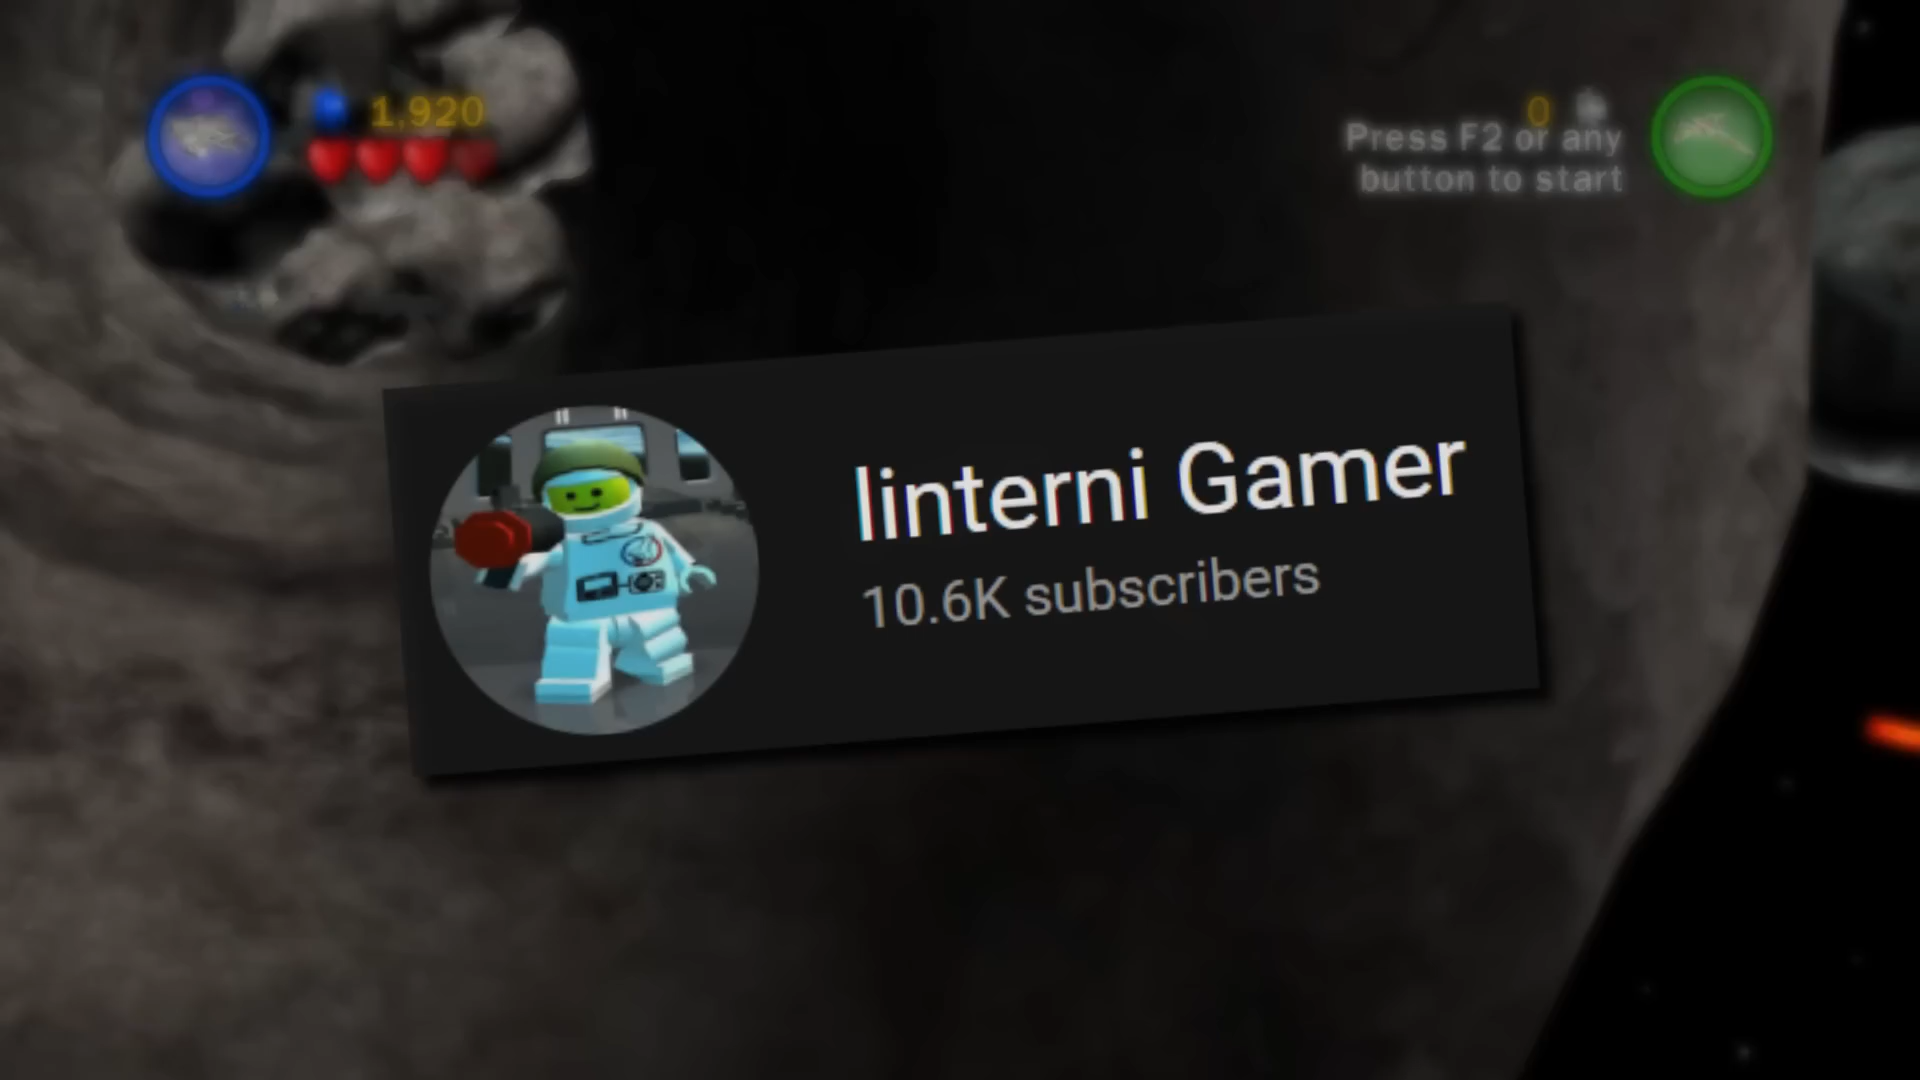 1,920
0
Press F2 or any
button to start
linterni Gamer
10.6K subscribers